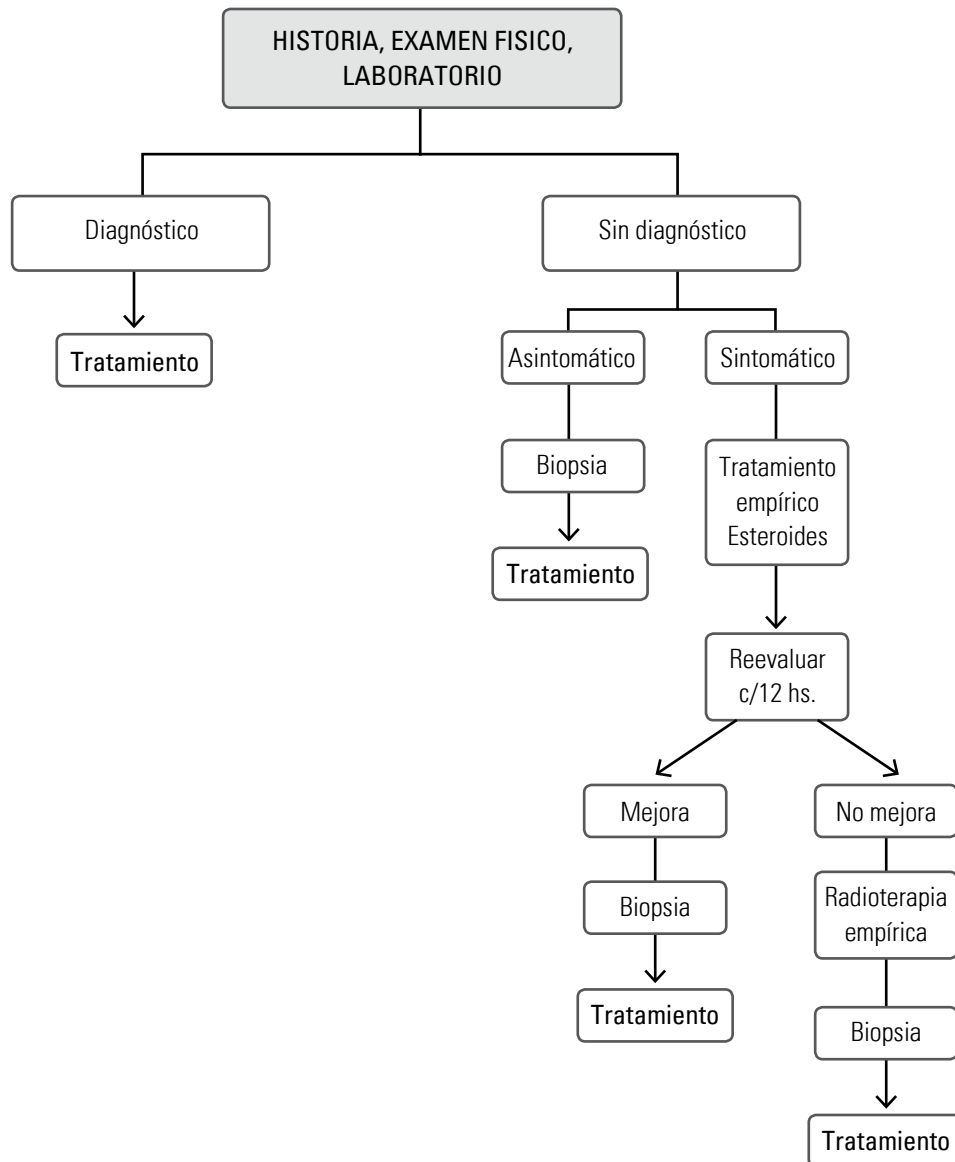 HISTORIA, EXAMEN FISICO,
LABORATORIO
Diagnóstico
Sin diagnóstico
Tratamiento
Asintomático
Sintomático
Biopsia
Tratamiento
empírico
Esteroides
Tratamiento
Reevaluar
c/12 hs.
Mejora
No mejora
Biopsia
Radioterapia
empírica
Tratamiento
Biopsia
Tratamiento